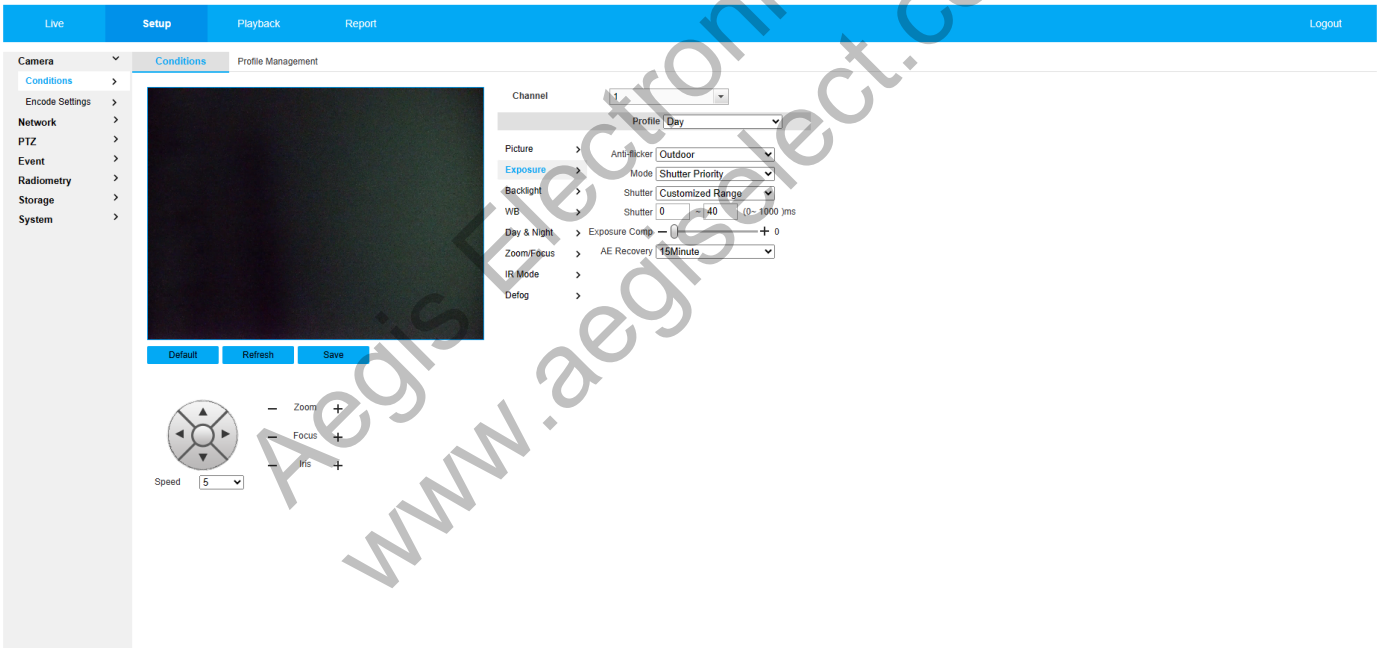 Live Setup Playback Report Logout
Camera
Conditions
Encode Settings
Network
PTZ
Event
Radiometry
Storage
System
Conditions Profile Management
Channel 1
Profile Day
Picture
Exposure
Backlight
WB
Day & Night
Zoom/Focus
IR Mode
Defog
Anti-flicker Outdoor
Mode Shutter Priority
Shutter Customized Range
Shutter 0 ~ 40 (0~ 1000 )ms
Exposure Comp. 0
AE Recovery 15Minute
Default Refresh Save
Zoom
Focus
Iris
Speed 5
Aegis Electroni
www.aegiselect.co